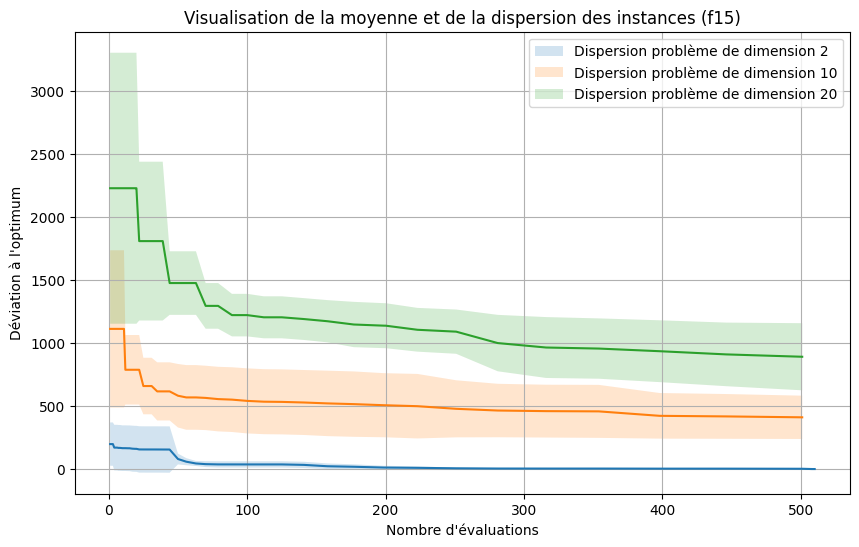 Visualisation de la moyenne et de la dispersion des instances (f15)
Dispersion problème de dimension 2
Dispersion problème de dimension 10
Dispersion problème de dimension 20
Déviation à l'optimum
3000
2500
2000
1500
1000
500
0
0 100 200 300 400 500
Nombre d'évaluations